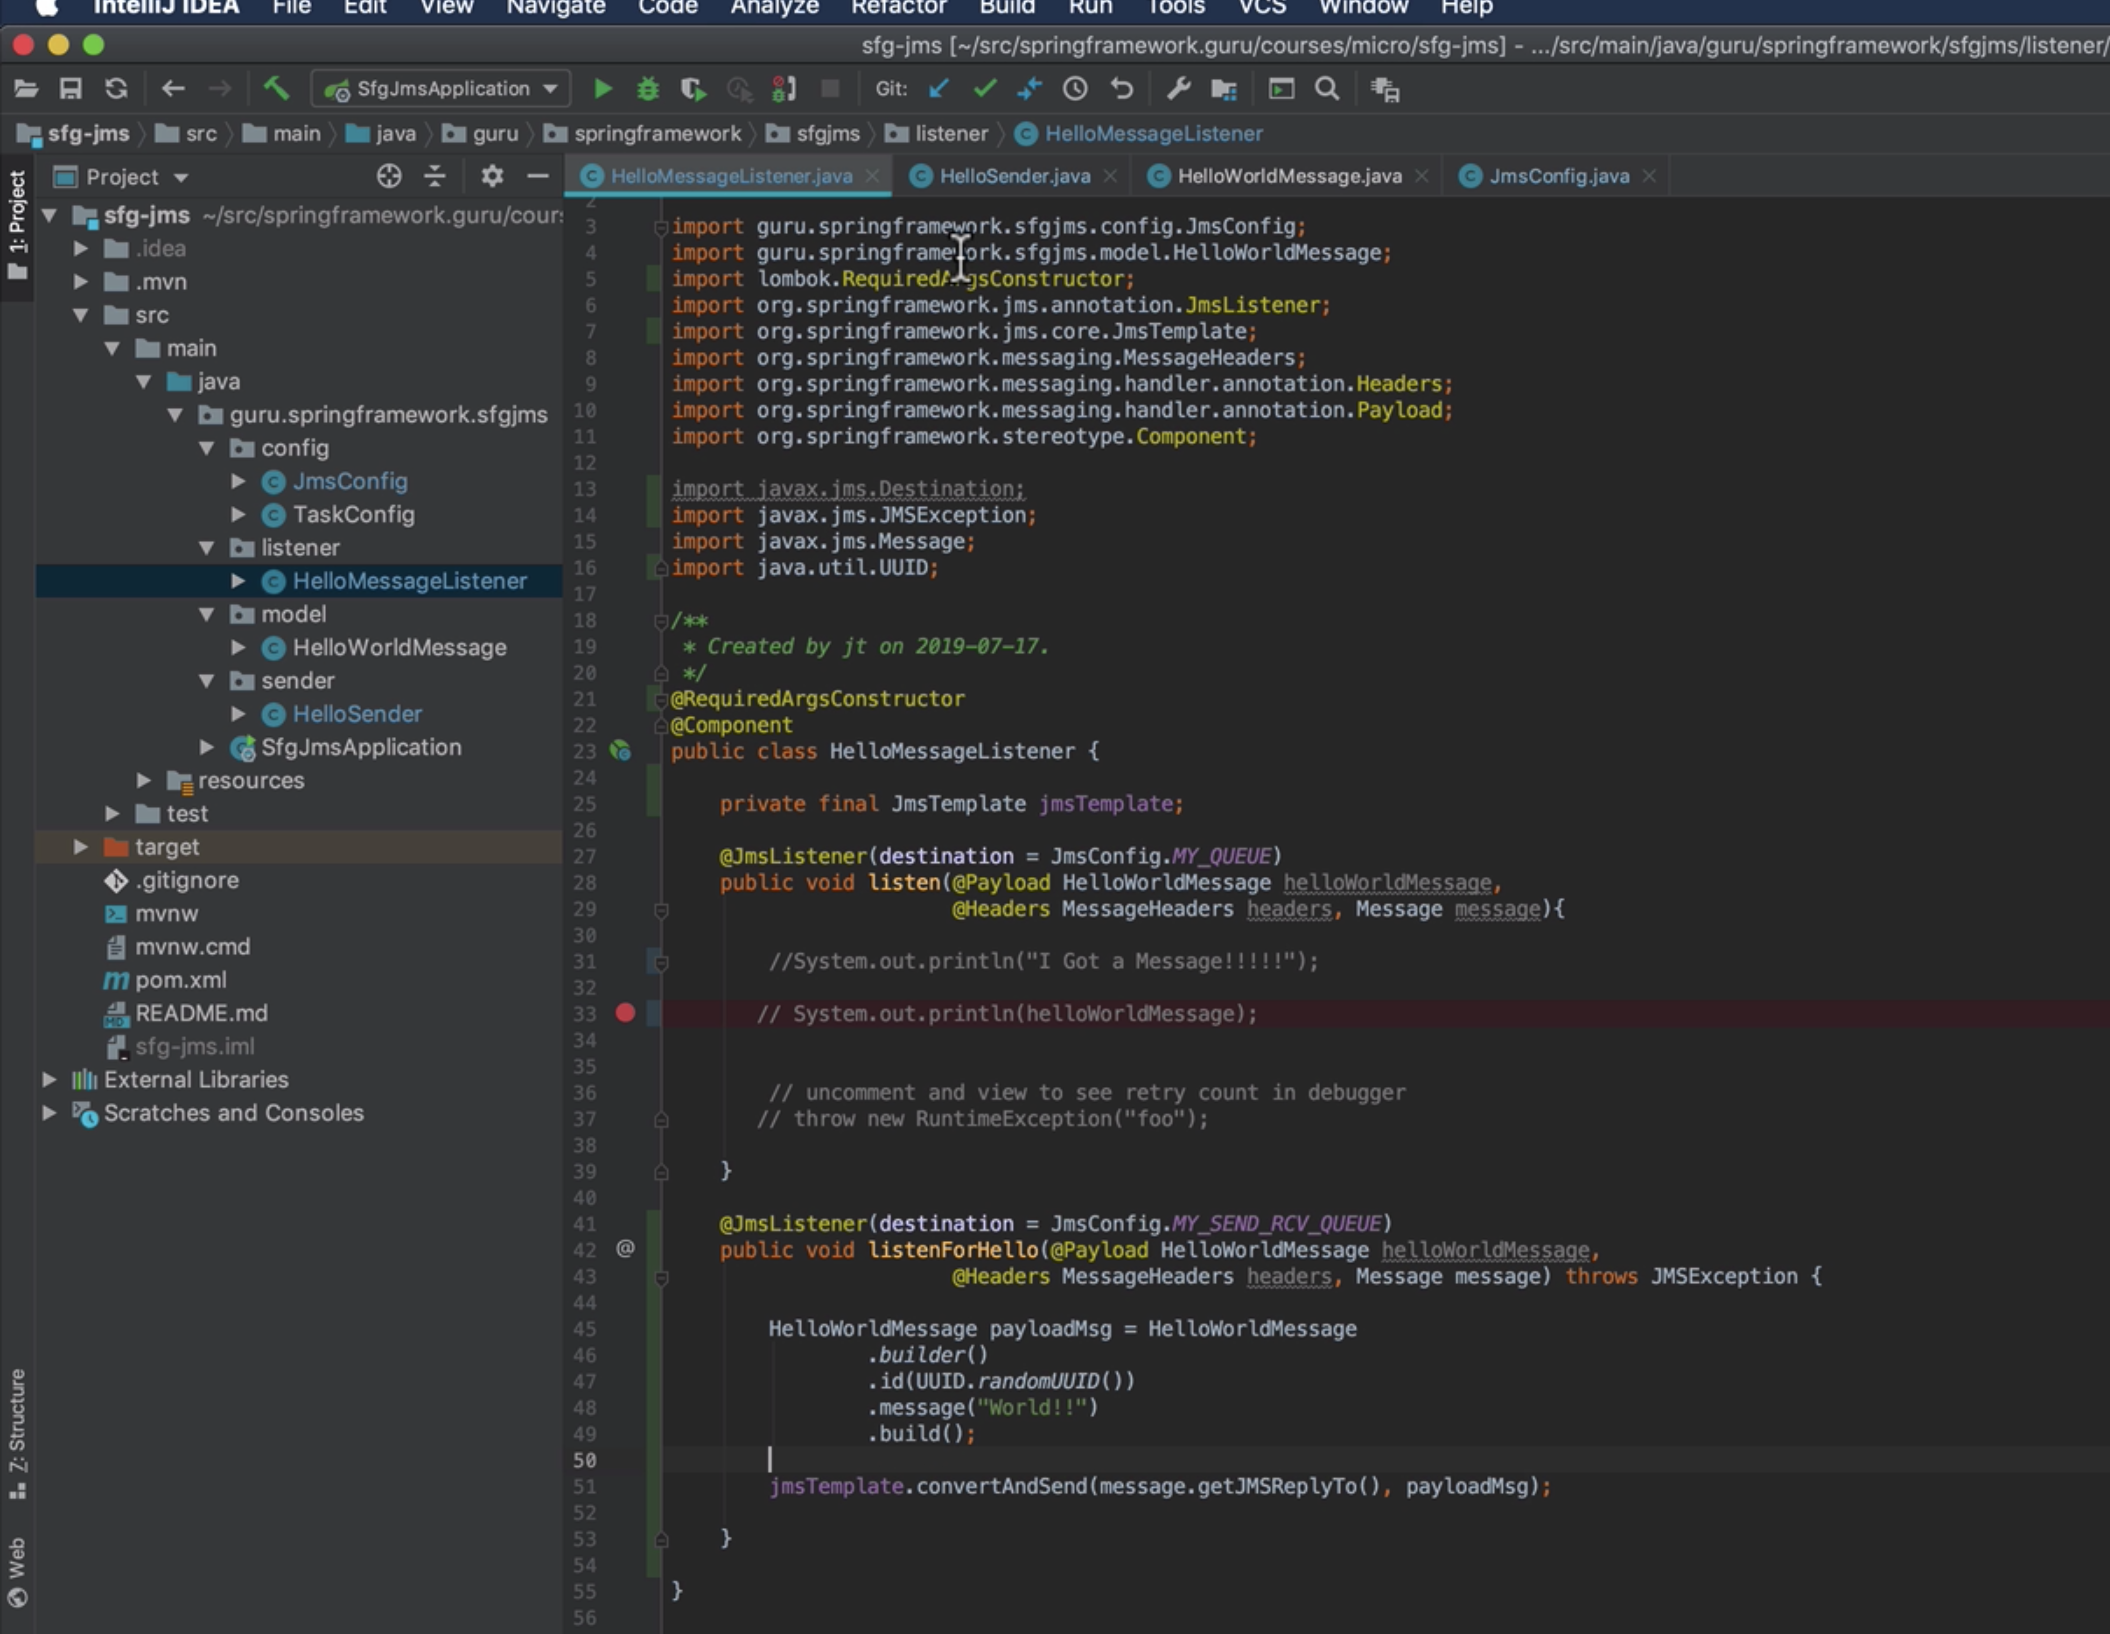 IntelliJ IDEA File Edit View Navigate Code Analyze Refactor Build Run Tools VCS Window Help
sfg-jms [~/src/springframework.guru/courses/micro/sfg-jms] - .../src/main/java/guru/springframework/sfgjms/listener/
SfgJmsApplication Git:
sfg-jms src main java guru springframework sfgjms listener HelloMessageListener
Project
HelloMessageListener.java HelloSender.java HelloWorldMessage.java JmsConfig.java
1: Project
sfg-jms ~/src/springframework.guru/cour
.idea
.mvn
src
main
java
guru.springframework.sfgjms
config
JmsConfig
TaskConfig
listener
HelloMessageListener
model
HelloWorldMessage
sender
HelloSender
SfgJmsApplication
resources
test
target
.gitignore
mvnw
mvnw.cmd
pom.xml
README.md
sfg-jms.iml
External Libraries
Scratches and Consoles
Z: Structure
Web
2
3 import guru.springframework.sfgjms.config.JmsConfig;
4 import guru.springframework.sfgjms.model.HelloWorldMessage;
5 import lombok.RequiredArgsConstructor;
6 import org.springframework.jms.annotation.JmsListener;
7 import org.springframework.jms.core.JmsTemplate;
8 import org.springframework.messaging.MessageHeaders;
9 import org.springframework.messaging.handler.annotation.Headers;
10 import org.springframework.messaging.handler.annotation.Payload;
11 import org.springframework.stereotype.Component;
12
13 import javax.jms.Destination;
14 import javax.jms.JMSException;
15 import javax.jms.Message;
16 import java.util.UUID;
17
18 /**
19 * Created by jt on 2019-07-17.
20 */
21 @RequiredArgsConstructor
22 @Component
23 public class HelloMessageListener {
24
25 private final JmsTemplate jmsTemplate;
26
27 @JmsListener(destination = JmsConfig.MY_QUEUE)
28 public void listen(@Payload HelloWorldMessage helloWorldMessage,
29 @Headers MessageHeaders headers, Message message){
30
31 //System.out.println("I Got a Message!!!!!");
32
33 // System.out.println(helloWorldMessage);
34
35
36 // uncomment and view to see retry count in debugger
37 // throw new RuntimeException("foo");
38
39 }
40
41 @JmsListener(destination = JmsConfig.MY_SEND_RCV_QUEUE)
42 @ public void listenForHello(@Payload HelloWorldMessage helloWorldMessage,
43 @Headers MessageHeaders headers, Message message) throws JMSException {
44
45 HelloWorldMessage payloadMsg = HelloWorldMessage
46 .builder()
47 .id(UUID.randomUUID())
48 .message("World!!")
49 .build();
50
51 jmsTemplate.convertAndSend(message.getJMSReplyTo(), payloadMsg);
52
53 }
54
55 }
56